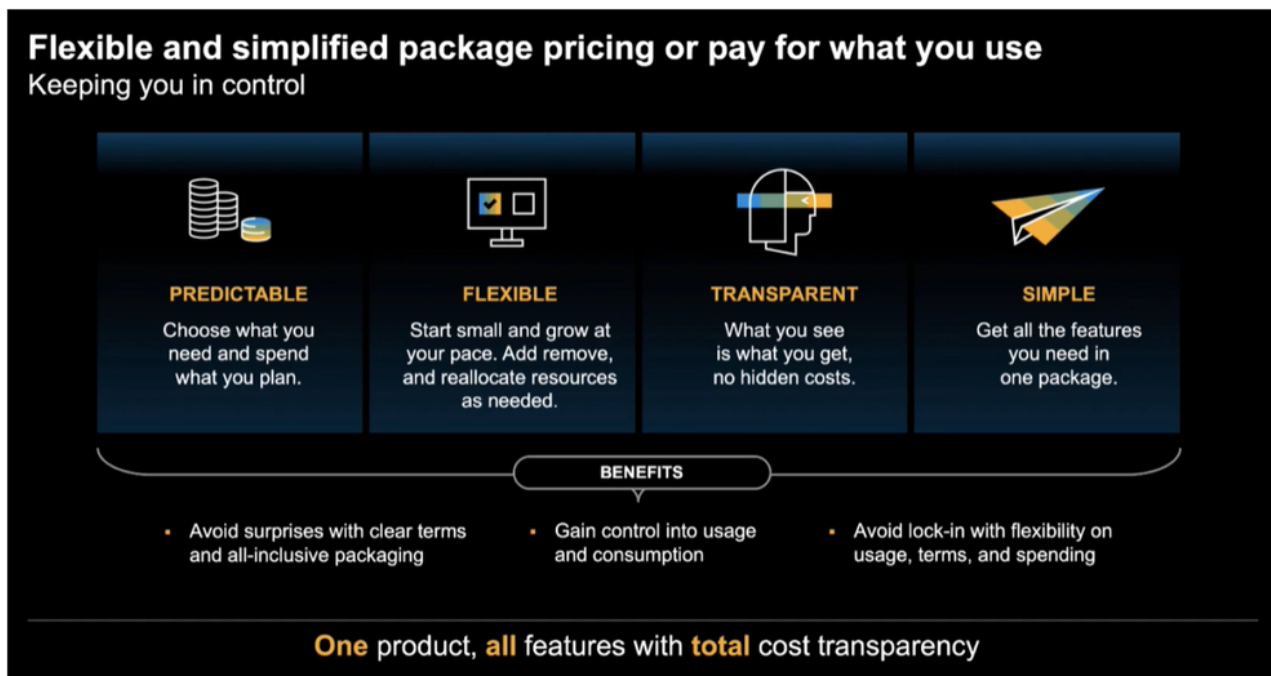 Flexible and simplified package pricing or pay for what you use
Keeping you in control
PREDICTABLE
Choose what you
need and spend
what you plan.
FLEXIBLE
Start small and grow at
your pace. Add remove,
and reallocate resources
as needed.
TRANSPARENT
What you see
is what you get,
no hidden costs.
SIMPLE
Get all the features
you need in
one package.
BENEFITS
▪ Avoid surprises with clear terms
and all-inclusive packaging
▪ Gain control into usage
and consumption
▪ Avoid lock-in with flexibility on
usage, terms, and spending
One product, all features with total cost transparency